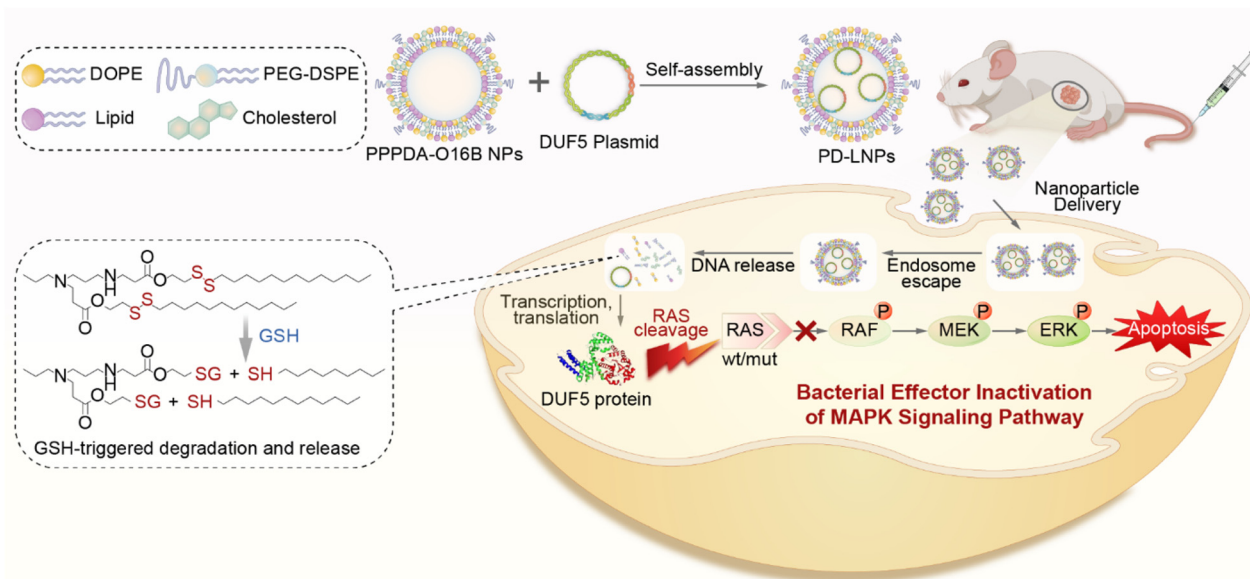 DOPE
PEG-DSPE
Lipid
Cholesterol
PPPDA-O16B NPs
+
DUF5 Plasmid
Self-assembly
PD-LNPs
Nanoparticle
Delivery
Endosome
escape
DNA release
Transcription,
translation
DUF5 protein
RAS
cleavage
RAS
wt/mut
RAF
P
MEK
P
ERK
P
Apoptosis
Bacterial Effector Inactivation
of MAPK Signaling Pathway
N
N
H
O
O
S
S
O
O
S
S
GSH
N
N
H
O
O
SG + SH
O
O
SG + SH
GSH-triggered degradation and release